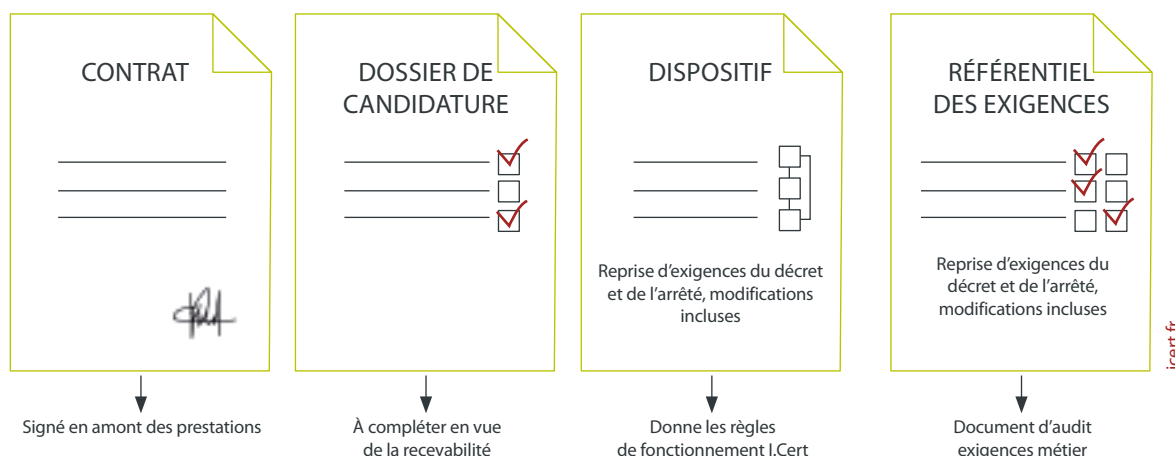 CONTRAT
Signé en amont des prestations
DOSSIER DE
CANDIDATURE
À compléter en vue
de la recevabilité
DISPOSITIF
Reprise d'exigences du décret
et de l'arrêté, modifications
incluses
Donne les règles
de fonctionnement I.Cert
RÉFÉRENTIEL
DES EXIGENCES
Reprise d'exigences du
décret et de l'arrêté,
modifications incluses
Document d'audit
exigences métier
icert.fr